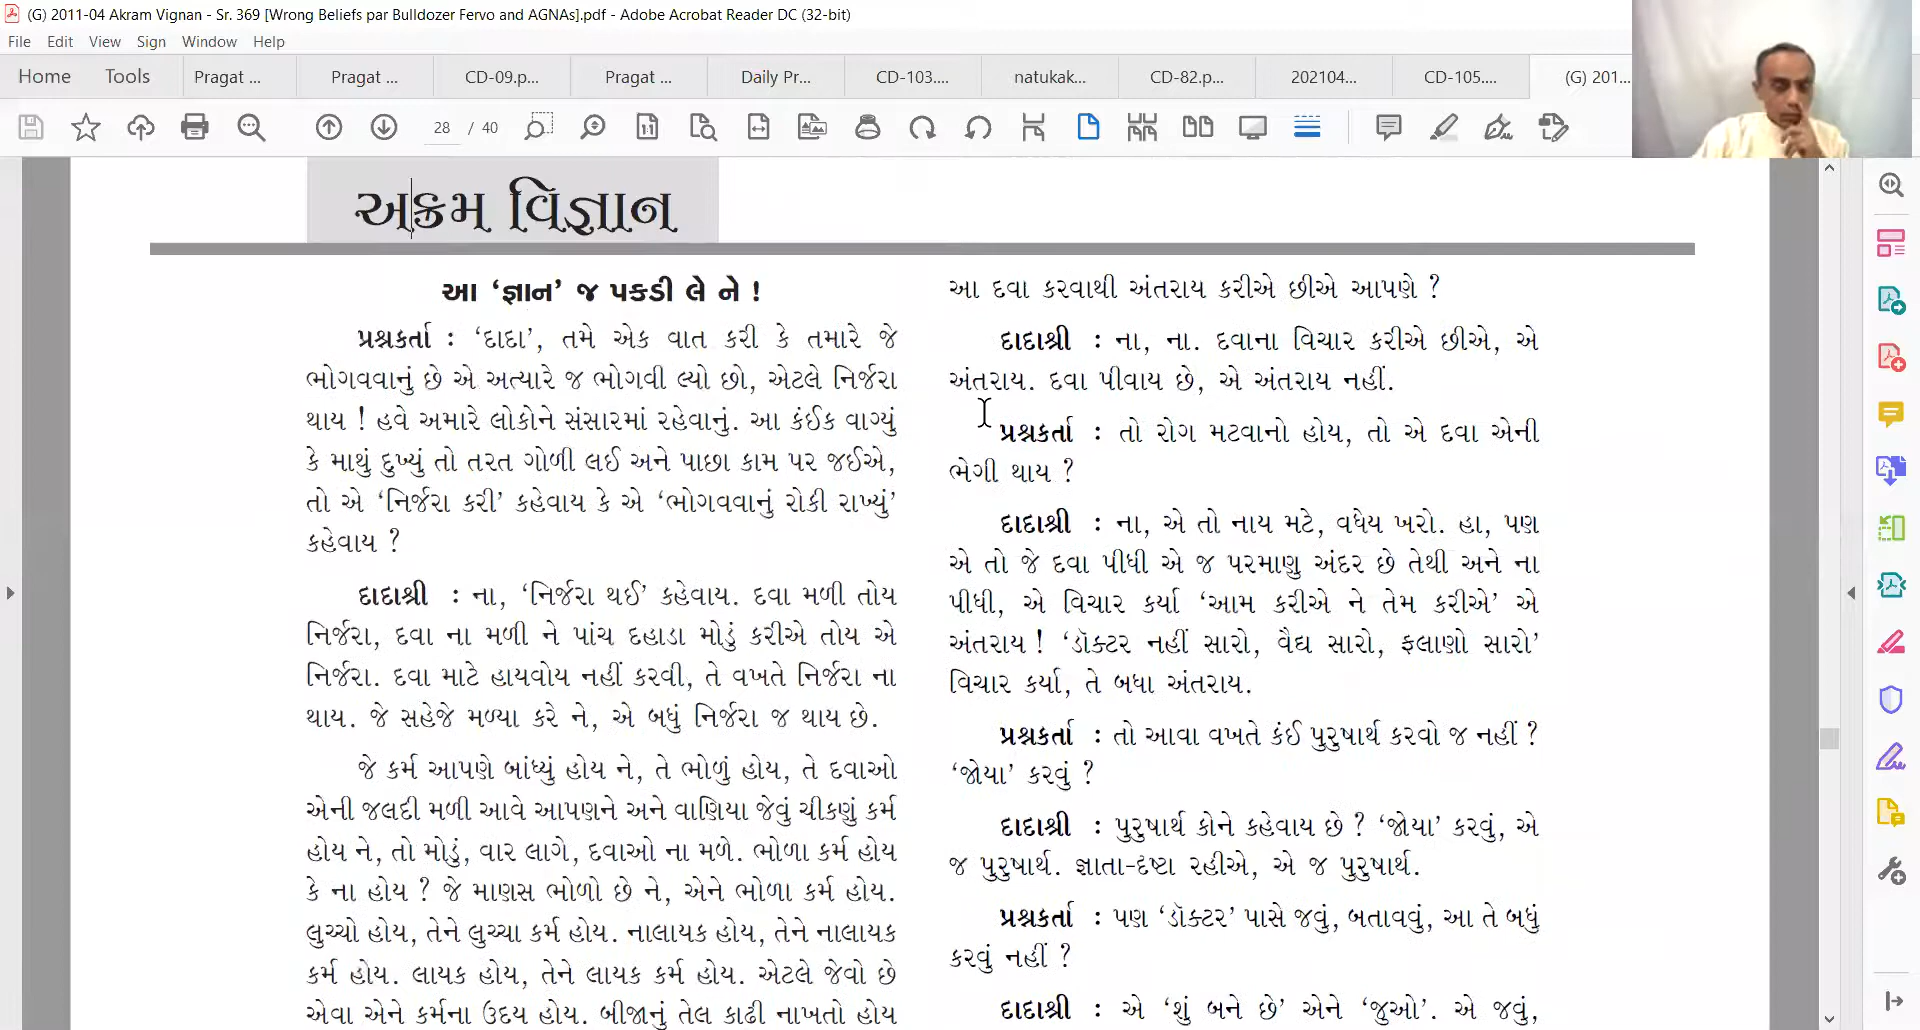 (G) 2011-04 Akram Vignan - Sr. 369 [Wrong Beliefs par Bulldozer Fervo and AGNAs].pdf - Adobe Acrobat Reader DC (32-bit)
File Edit View Sign Window Help
Home Tools Pragat ... Pragat ... CD-09.p... Pragat ... Daily Pr... CD-103.... natukak... CD-82.p... 202104... CD-105.... (G) 201...
28 / 40
અક્રમ વિજ્ઞાન
આ ‘જ્ઞાન’ જ પકડી લે ને !
પ્રશ્નકર્તા : ‘દાદા’, તમે એક વાત કરી કે તમારે જે
ભોગવવાનું છે એ અત્યારે જ ભોગવી લ્યો છો, એટલે નિર્જરા
થાય ! હવે અમારે લોકોને સંસારમાં રહેવાનું. આ કંઈક વાગ્યું
કે માથું દુખ્યું તો તરત ગોળી લઈ અને પાછા કામ પર જઈએ,
તો એ ‘નિર્જરા કરી’ કહેવાય કે એ ‘ભોગવવાનું રોકી રાખ્યું’
કહેવાય ?
દાદાશ્રી : ના, ‘નિર્જરા થઈ’ કહેવાય. દવા મળી તોય
નિર્જરા, દવા ના મળી ને પાંચ દહાડા મોડું કરીએ તોય એ
નિર્જરા. દવા માટે હાયવોય નહીં કરવી, તે વખતે નિર્જરા ના
થાય. જે સહેજે મળ્યા કરે ને, એ બધું નિર્જરા જ થાય છે.
જે કર્મ આપણે બાંધ્યું હોય ને, તે ભોળું હોય, તે દવાઓ
એની જલદી મળી આવે આપણને અને વાણિયા જેવું ચીકણું કર્મ
હોય ને, તો મોડું, વાર લાગે, દવાઓ ના મળે. ભોળા કર્મ હોય
કે ના હોય ? જે માણસ ભોળો છે ને, એને ભોળા કર્મ હોય.
લુચ્ચો હોય, તેને લુચ્ચા કર્મ હોય. નાલાયક હોય, તેને નાલાયક
કર્મ હોય. લાયક હોય, તેને લાયક કર્મ હોય. એટલે જેવો છે
એવા એને કર્મના ઉદય હોય. બીજાનું તેલ કાઢી નાખતો હોય
આ દવા કરવાથી અંતરાય કરીએ છીએ આપણે ?
દાદાશ્રી : ના, ના. દવાના વિચાર કરીએ છીએ, એ
અંતરાય. દવા પીવાય છે, એ અંતરાય નહીં.
પ્રશ્નકર્તા : તો રોગ મટવાનો હોય, તો એ દવા એની
ભેગી થાય ?
દાદાશ્રી : ના, એ તો નાય મટે, વધેય ખરો. હા, પણ
એ તો જે દવા પીધી એ જ પરમાણુ અંદર છે તેથી અને ના
પીધી, એ વિચાર કર્યા ‘આમ કરીએ ને તેમ કરીએ’ એ
અંતરાય ! ‘ડૉક્ટર નહીં સારો, વૈદ્ય સારો, ફલાણો સારો’
વિચાર કર્યા, તે બધા અંતરાય.
પ્રશ્નકર્તા : તો આવા વખતે કંઈ પુરુષાર્થ કરવો જ નહીં ?
‘જોયા’ કરવું ?
દાદાશ્રી : પુરુષાર્થ કોને કહેવાય છે ? ‘જોયા’ કરવું, એ
જ પુરુષાર્થ. જ્ઞાતા-દ્રષ્ટા રહીએ, એ જ પુરુષાર્થ.
પ્રશ્નકર્તા : પણ ‘ડૉક્ટર’ પાસે જવું, બતાવવું, આ તે બધું
કરવું નહીં ?
દાદાશ્રી : એ ‘શું બને છે’ એને ‘જુઓ’. એ જવું,